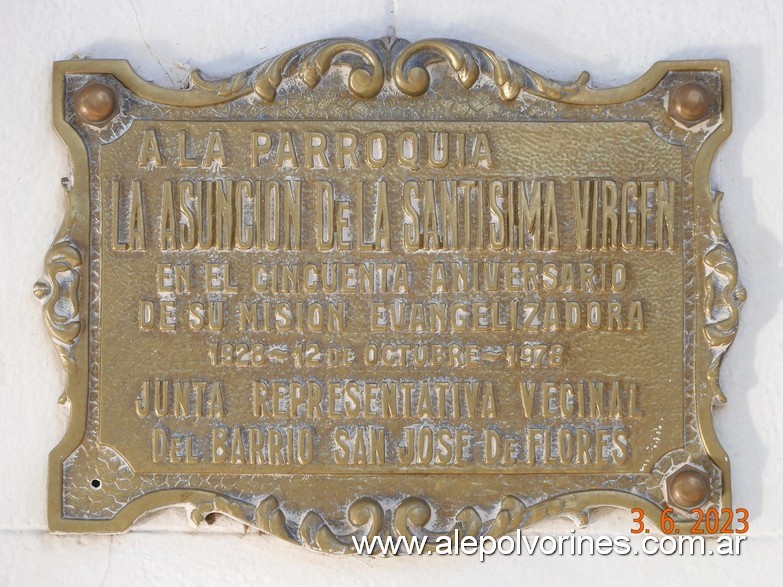 A LA PARROQUIA
LA ASUNCION DE LA SANTISIMA VIRGEN
EN EL CINCUENTA ANIVERSARIO
DE SU MISION EVANGELIZADORA
1928 - 12 DE OCTUBRE - 1978
JUNTA REPRESENTATIVA VECINAL
DEL BARRIO SAN JOSE DE FLORES
3. 6. 2023
www.alepolvorines.com.ar